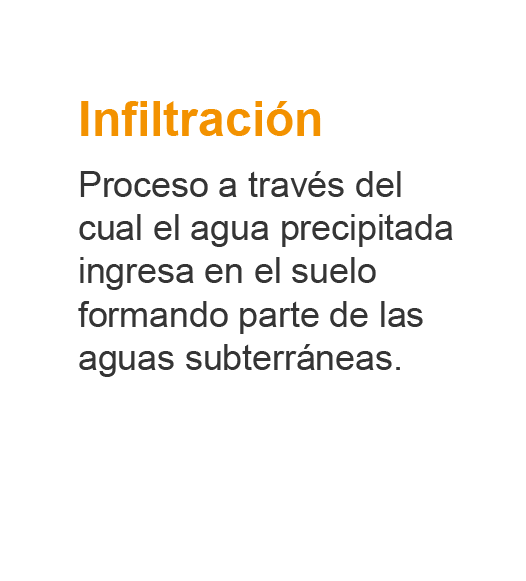 Infiltración
Proceso a través del
cual el agua precipitada
ingresa en el suelo
formando parte de las
aguas subterráneas.